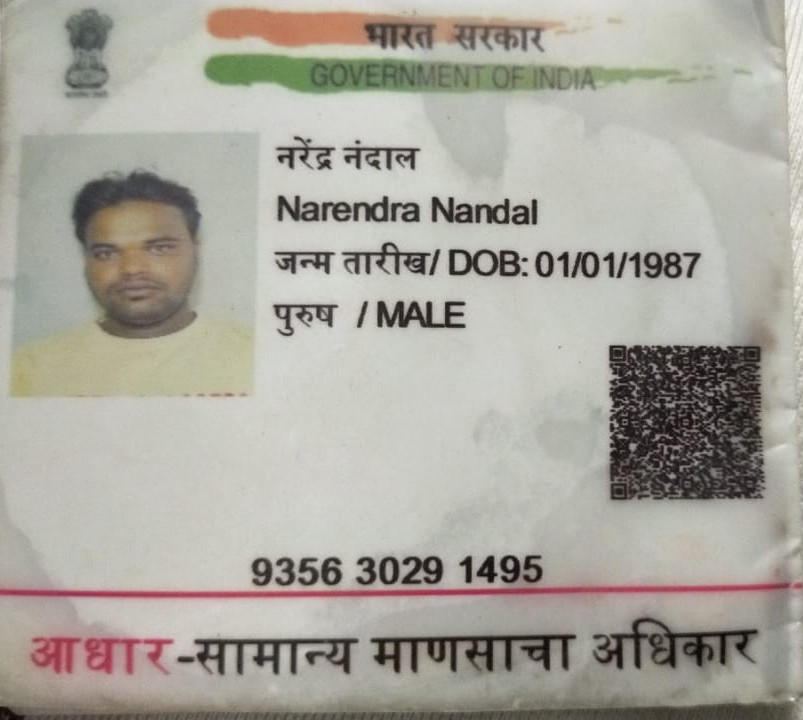 भारत सरकार
GOVERNMENT OF INDIA
नरेंद्र नंदाल
Narendra Nandal
जन्म तारीख/ DOB: 01/01/1987
पुरुष / MALE
9356 3029 1495
आधार-सामान्य माणसाचा अधिकार